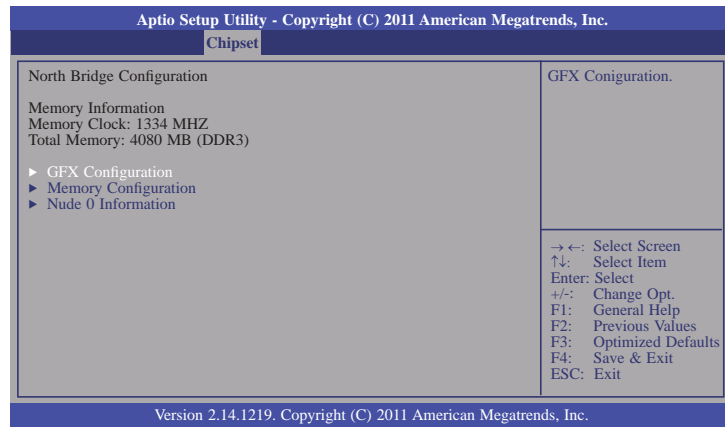 Aptio Setup Utility - Copyright (C) 2011 American Megatrends, Inc.
Chipset
North Bridge Configuration
Memory Information
Memory Clock: 1334 MHZ
Total Memory: 4080 MB (DDR3)
► GFX Configuration
► Memory Configuration
► Nude 0 Information
GFX Coniguration.
→←: Select Screen
↑↓: Select Item
Enter: Select
+/-: Change Opt.
F1: General Help
F2: Previous Values
F3: Optimized Defaults
F4: Save & Exit
ESC: Exit
Version 2.14.1219. Copyright (C) 2011 American Megatrends, Inc.